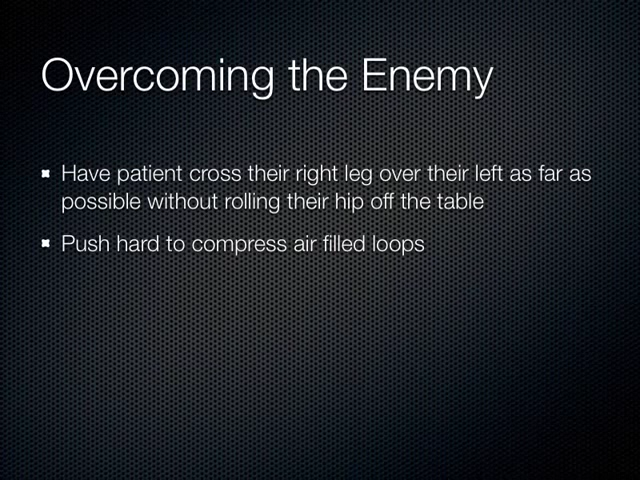 Overcoming the Enemy
Have patient cross their right leg over their left as far as
possible without rolling their hip off the table
Push hard to compress air filled loops